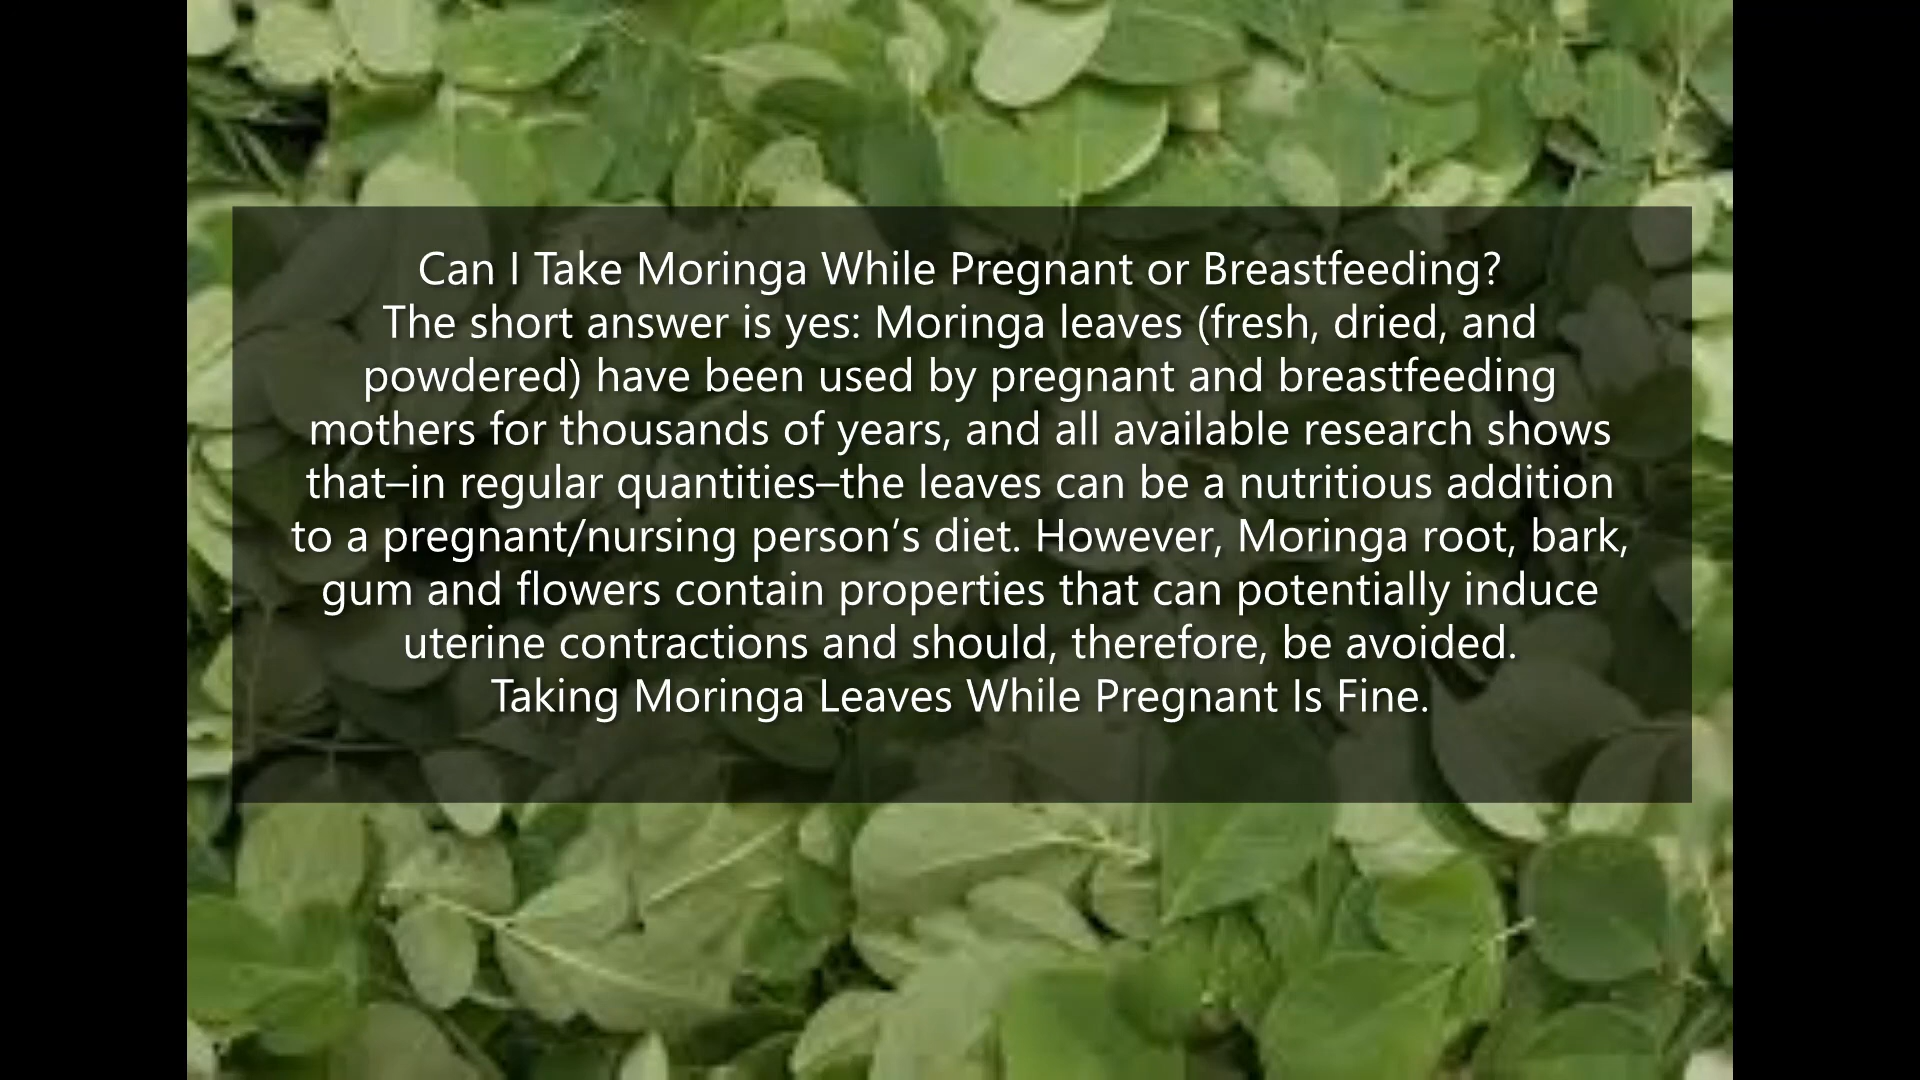 Can I Take Moringa While Pregnant or Breastfeeding?
The short answer is yes: Moringa leaves (fresh, dried, and
powdered) have been used by pregnant and breastfeeding
mothers for thousands of years, and all available research shows
that–in regular quantities–the leaves can be a nutritious addition
to a pregnant/nursing person’s diet. However, Moringa root, bark,
gum and flowers contain properties that can potentially induce
uterine contractions and should, therefore, be avoided.
Taking Moringa Leaves While Pregnant Is Fine.